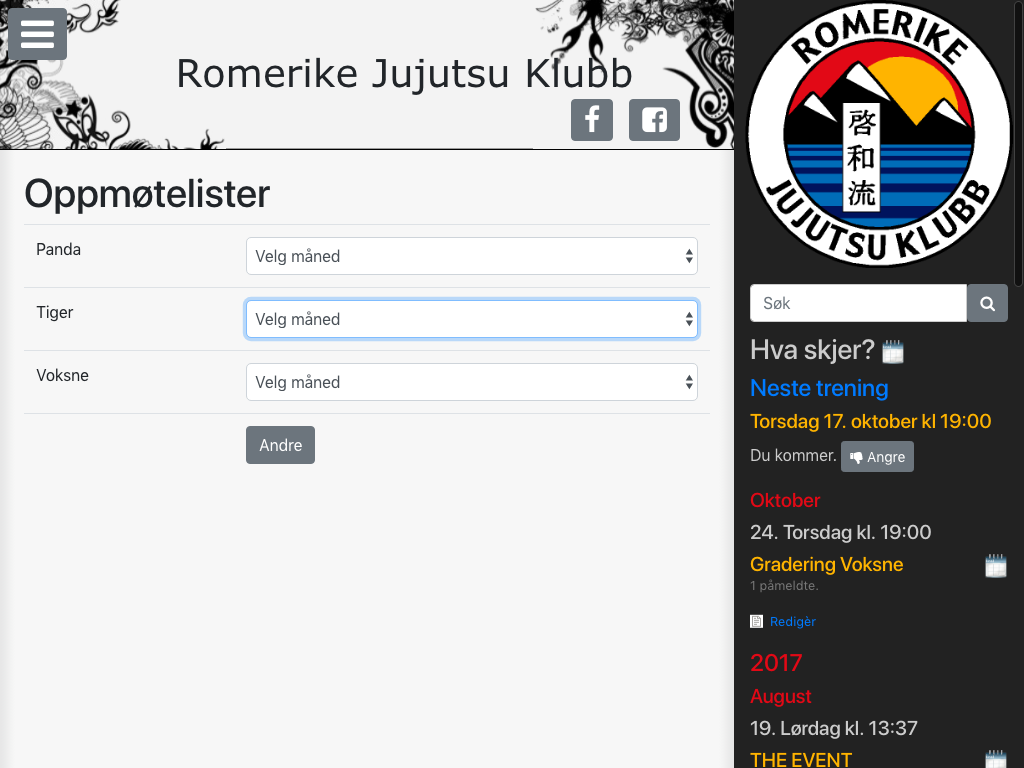 Romerike Jujutsu Klubb
Oppmøtelister
Panda
Velg måned
Tiger
Velg måned
Voksne
Velg måned
Andre
ROMERIKE
啓和流
JUJUTSU KLUBB
Søk
Hva skjer?
Neste trening
Torsdag 17. oktober kl 19:00
Du kommer. Angre
Oktober
24. Torsdag kl. 19:00
Gradering Voksne
1 påmeldte.
Redigèr
2017
August
19. Lørdag kl. 13:37
THE EVENT